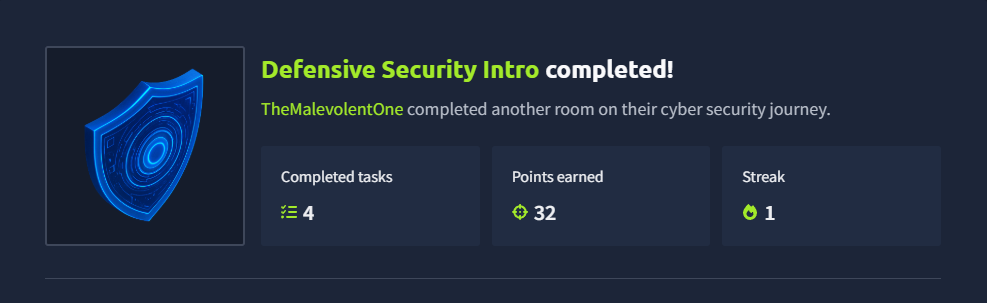 Defensive Security Intro completed!
TheMalevolentOne completed another room on their cyber security journey.
Completed tasks
4
Points earned
32
Streak
1